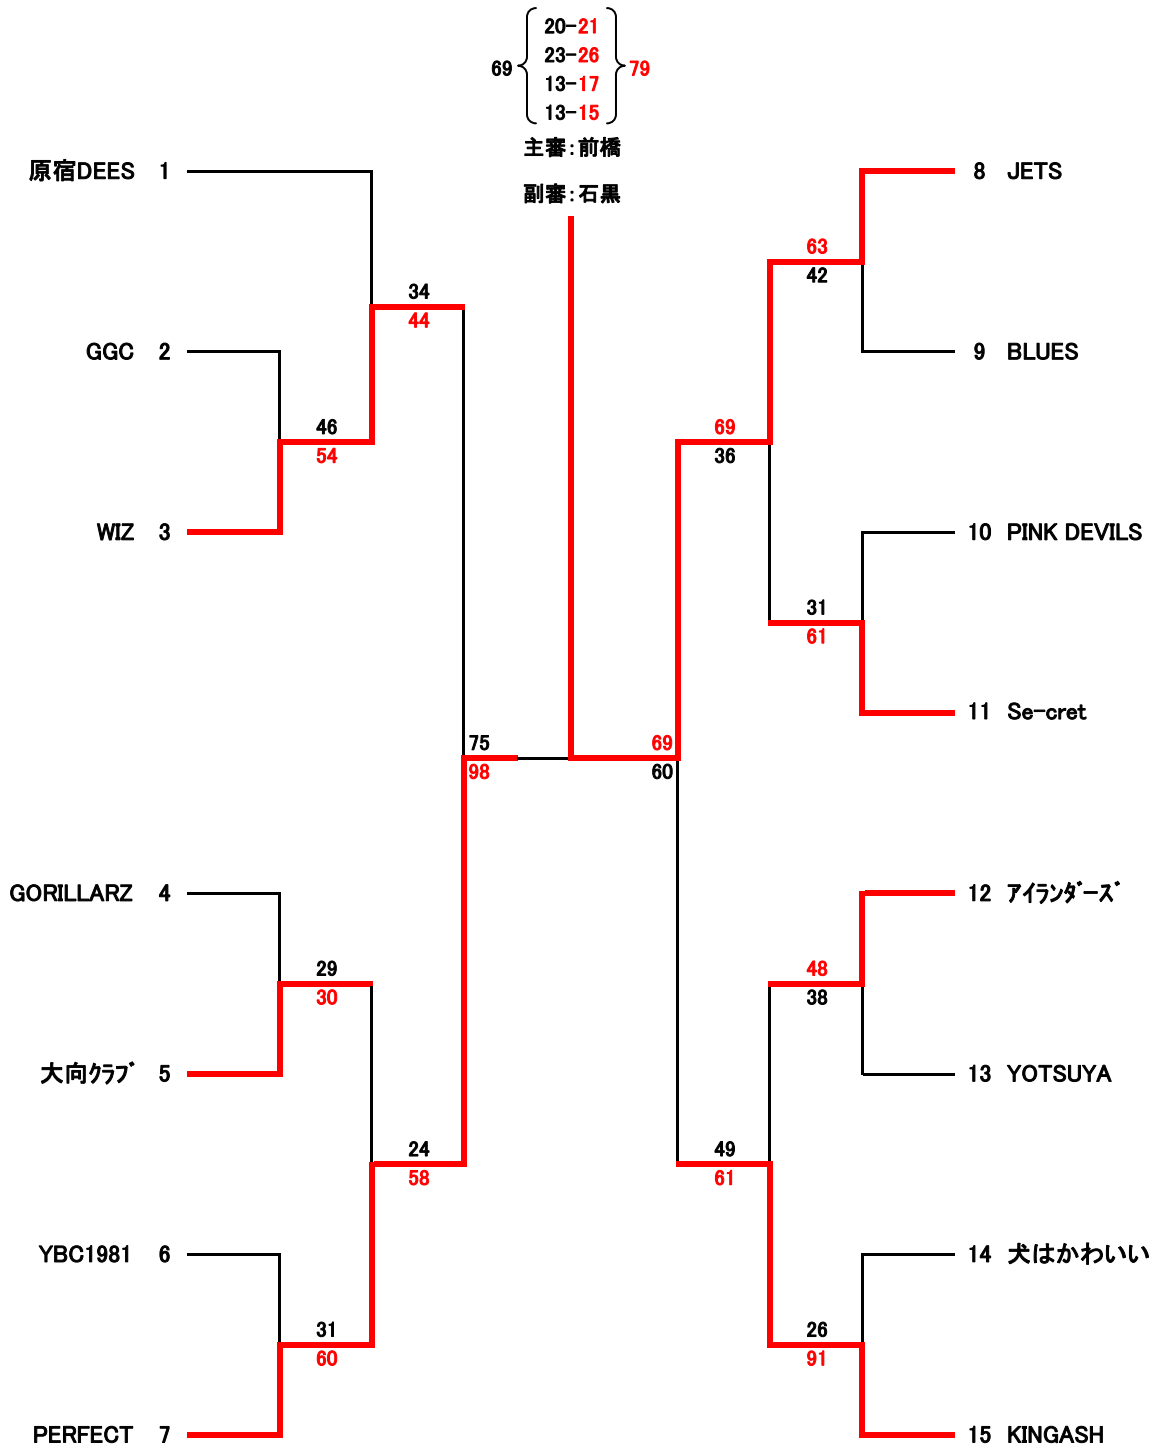 20-21
23-26
69 79
13-17
13-15
主審：前橋
副審：石黒
原宿DEES 1
8 JETS
63
42
34
44
GGC 2
9 BLUES
46
54
69
36
WIZ 3
10 PINK DEVILS
31
61
11 Se-cret
75
98
69
60
GORILLARZ 4
12 アイランダーズ
29
30
48
38
大向クラブ 5
13 YOTSUYA
24
58
49
61
YBC1981 6
14 犬はかわいい
31
60
26
91
PERFECT 7
15 KINGASH